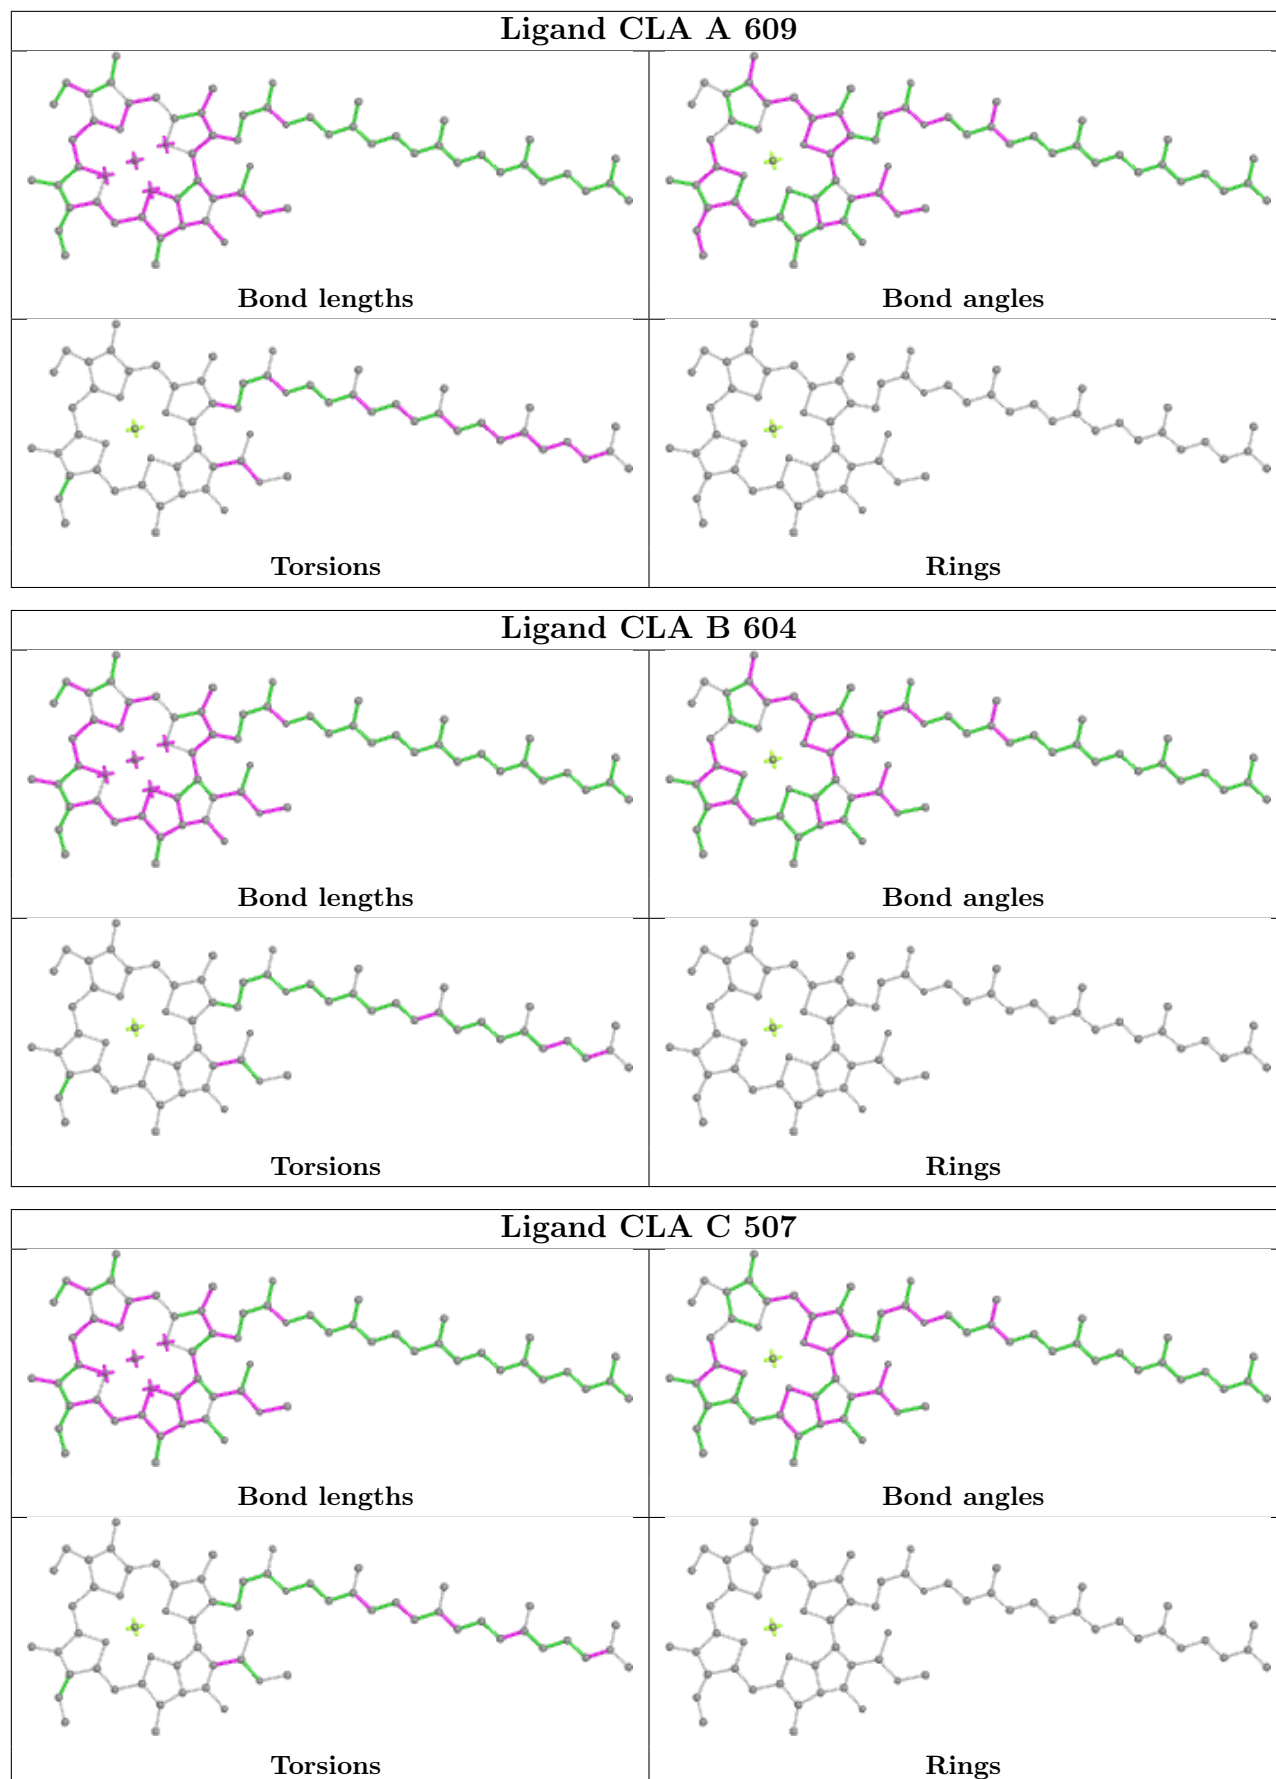 Ligand CLA A 609
Bond lengths
Bond angles
Torsions
Rings
Ligand CLA B 604
Bond lengths
Bond angles
Torsions
Rings
Ligand CLA C 507
Bond lengths
Bond angles
Torsions
Rings